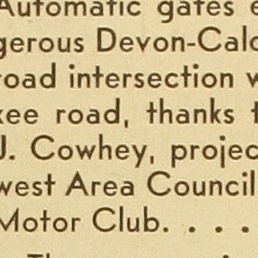 Automatic gates e
gerous Devon-Calc
road intersection w
kee road, thanks t
J. Cowhey, projec
west Area Council
Motor Club. . . . .